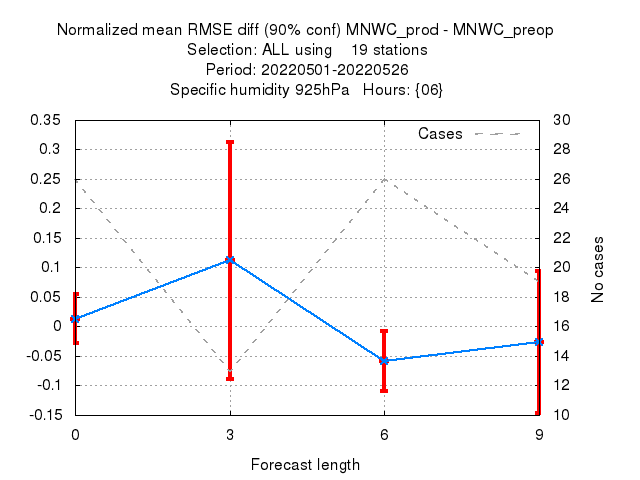 Normalized mean RMSE diff (90% conf) MNWC_prod - MNWC_preop
Selection: ALL using    19 stations
Period: 20220501-20220526
Specific humidity 925hPa   Hours: {06}
Cases
0.35
0.3
0.25
0.2
0.15
0.1
0.05
0
-0.05
-0.1
-0.15
30
28
26
24
22
20
18
16
14
12
10
No cases
0 3 6 9
Forecast length